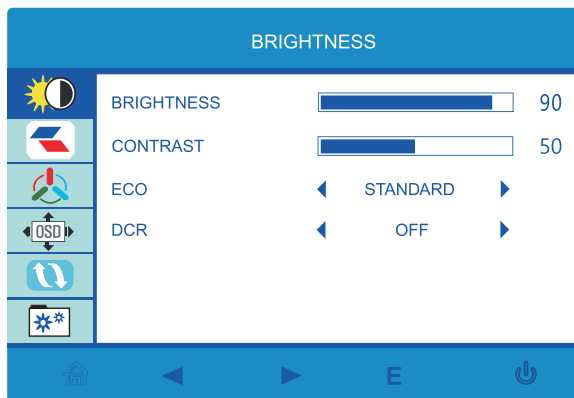 BRIGHTNESS
BRIGHTNESS 90
CONTRAST 50
ECO STANDARD
DCR OFF
OSD
E